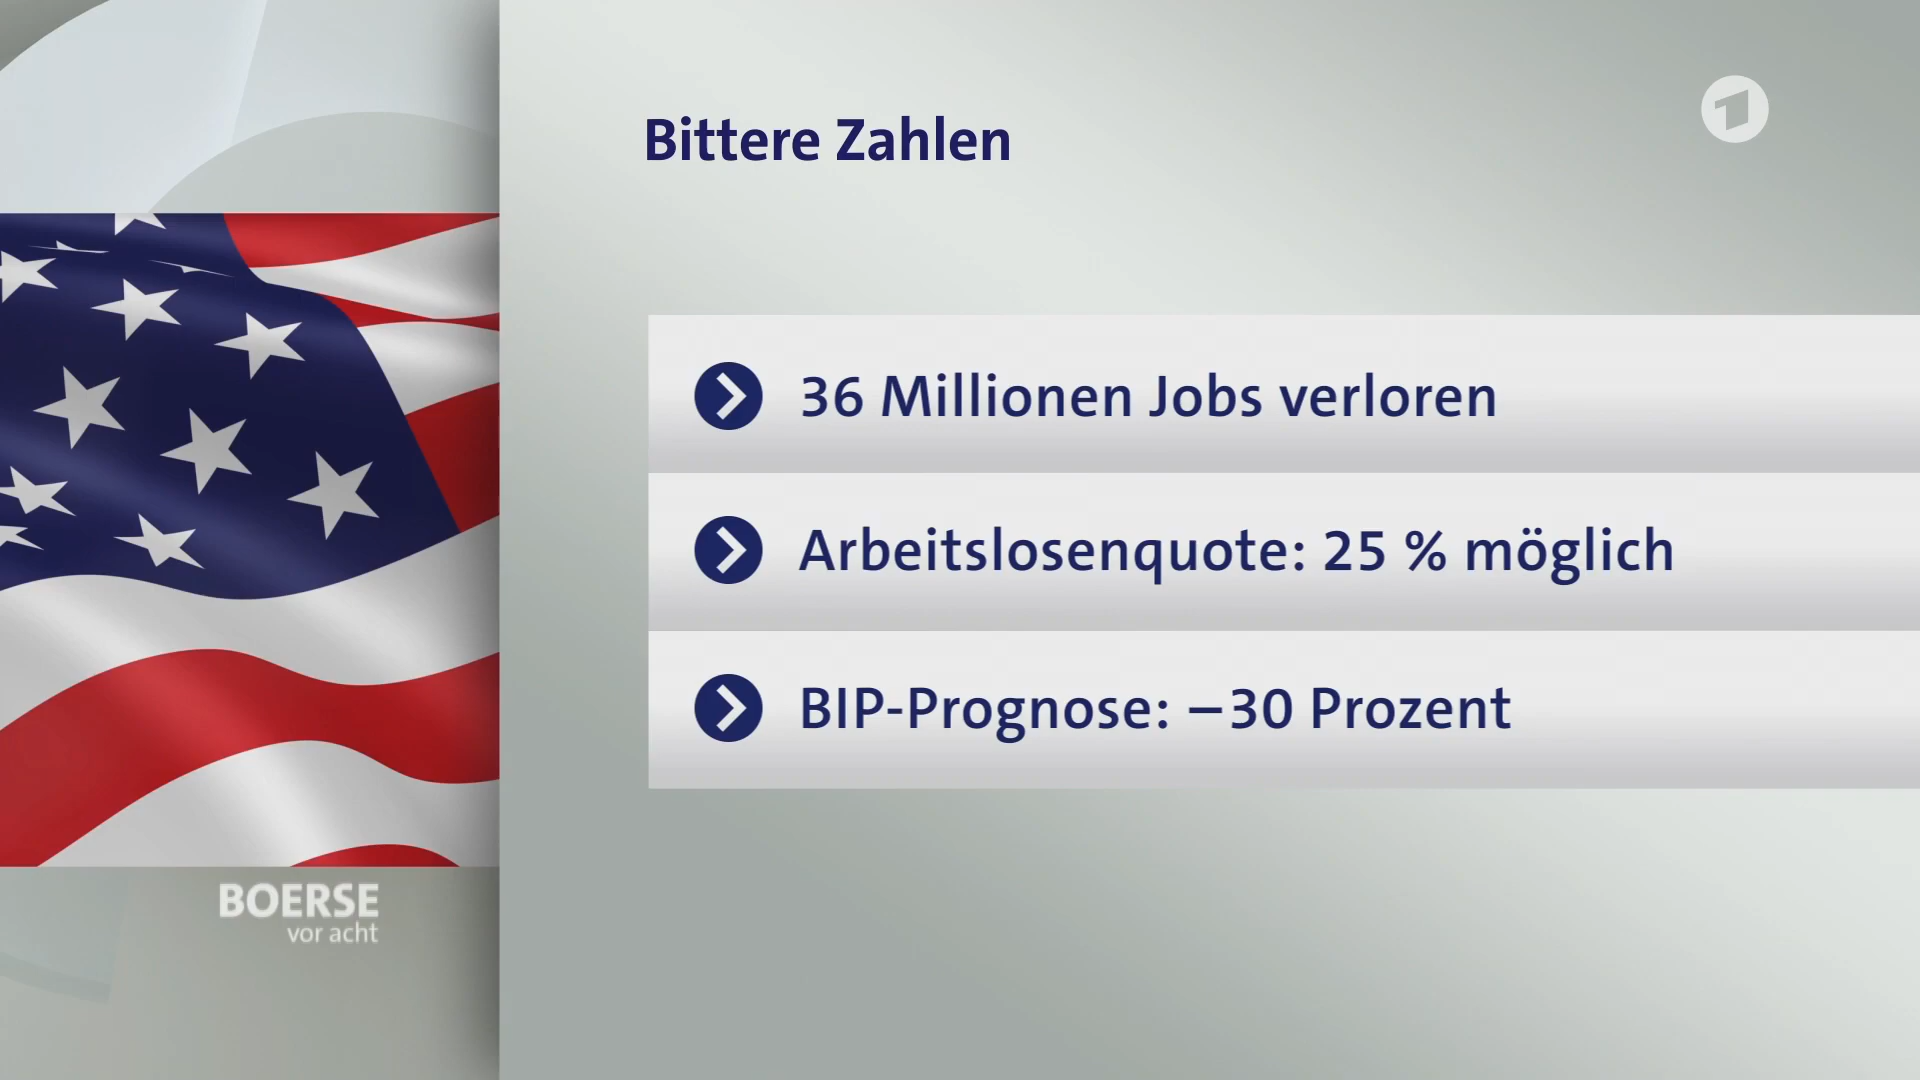 Bittere Zahlen
36 Millionen Jobs verloren
Arbeitslosenquote: 25 % möglich
BIP-Prognose: −30 Prozent
BOERSE
vor acht